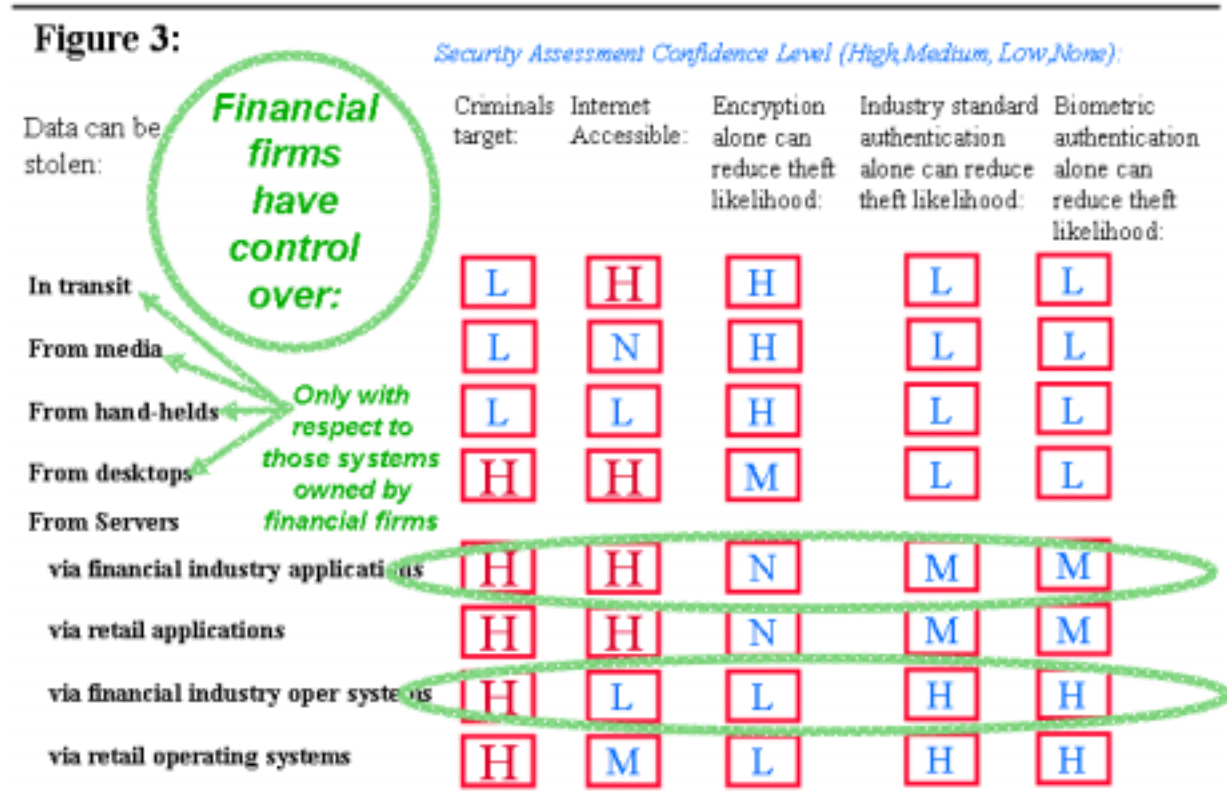 Figure 3:
Security Assessment Confidence Level (High,Medium, Low,None):
Data can be
stolen:
Financial
firms
have
control
over:
Criminals
target:
Internet
Accessible:
Encryption
alone can
reduce theft
likelihood:
Industry standard
authentication
alone can reduce
theft likelihood:
Biometric
authentication
alone can
reduce theft
likelihood:
In transit L H H L L
From media L N H L L
From hand-helds L L H L L
From desktops H H M L L
Only with
respect to
those systems
owned by
financial firms
From Servers
via financial industry applications H H N M M
via retail applications H H N M M
via financial industry oper systems H L L H H
via retail operating systems H M L H H